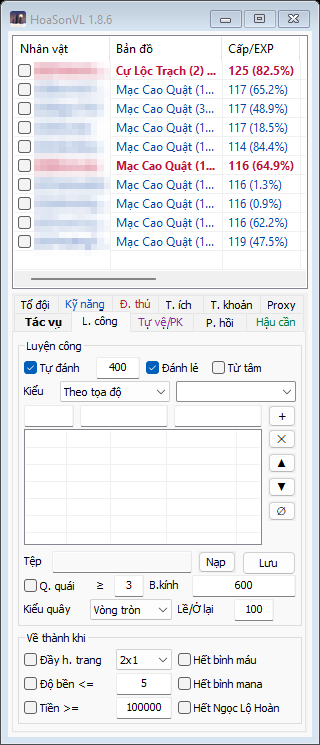 HoaSonVL 1.8.6
Nhân vật Bản đồ Cấp/EXP
Cự Lộc Trạch (2) ... 125 (82.5%)
Mạc Cao Quật (1... 117 (65.2%)
Mạc Cao Quật (3... 117 (48.9%)
Mạc Cao Quật (1... 117 (18.5%)
Mạc Cao Quật (1... 114 (84.4%)
Mạc Cao Quật (1... 116 (64.9%)
Mạc Cao Quật (1... 116 (1.3%)
Mạc Cao Quật (1... 116 (0.9%)
Mạc Cao Quật (1... 116 (62.2%)
Mạc Cao Quật (1... 119 (47.5%)
Tổ đội Kỹ năng Đ. thủ T. ích T. khoản Proxy
Tác vụ L. công Tự vệ/PK P. hồi Hậu cần
Luyện công
Tự đánh 400 Đánh lẻ Từ tâm
Kiểu Theo tọa độ
+
Tệp Nạp Lưu
Q. quái ≥ 3 B.kính 600
Kiểu quây Vòng tròn Lề/Ở lại 100
Về thành khi
Đầy h. trang 2x1 Hết bình máu
Độ bền <= 5 Hết bình mana
Tiền >= 100000 Hết Ngọc Lộ Hoàn